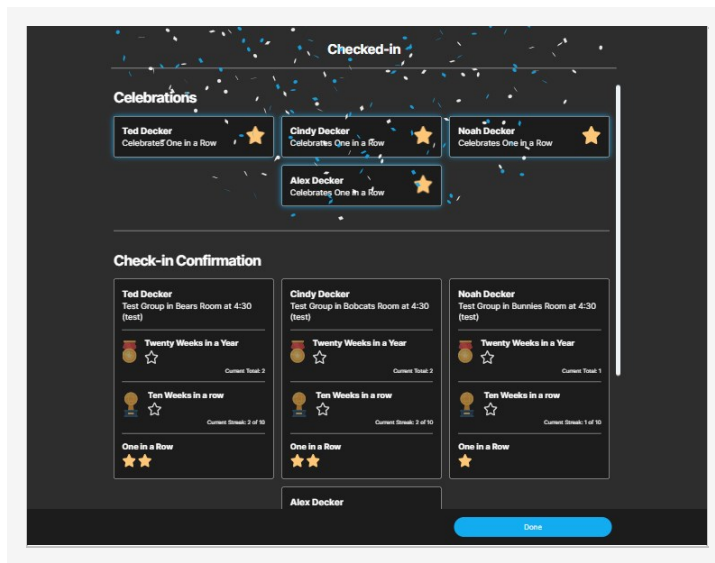 Checked-in
Celebrations
Ted Decker
Celebrates One in a Row
Cindy Decker
Celebrates One in a Row
Noah Decker
Celebrates One in a Row
Alex Decker
Celebrates One in a Row
Check-in Confirmation
Ted Decker
Test Group in Bears Room at 4:30
(test)
Twenty Weeks in a Year
Current Total: 2
Ten Weeks in a row
Current Streak: 2 of 10
One in a Row
Cindy Decker
Test Group in Bobcats Room at 4:30
(test)
Twenty Weeks in a Year
Current Total: 2
Ten Weeks in a row
Current Streak: 2 of 10
One in a Row
Noah Decker
Test Group in Bunnies Room at 4:30
(test)
Twenty Weeks in a Year
Current Total: 1
Ten Weeks in a row
Current Streak: 1 of 10
One in a Row
Alex Decker
Done